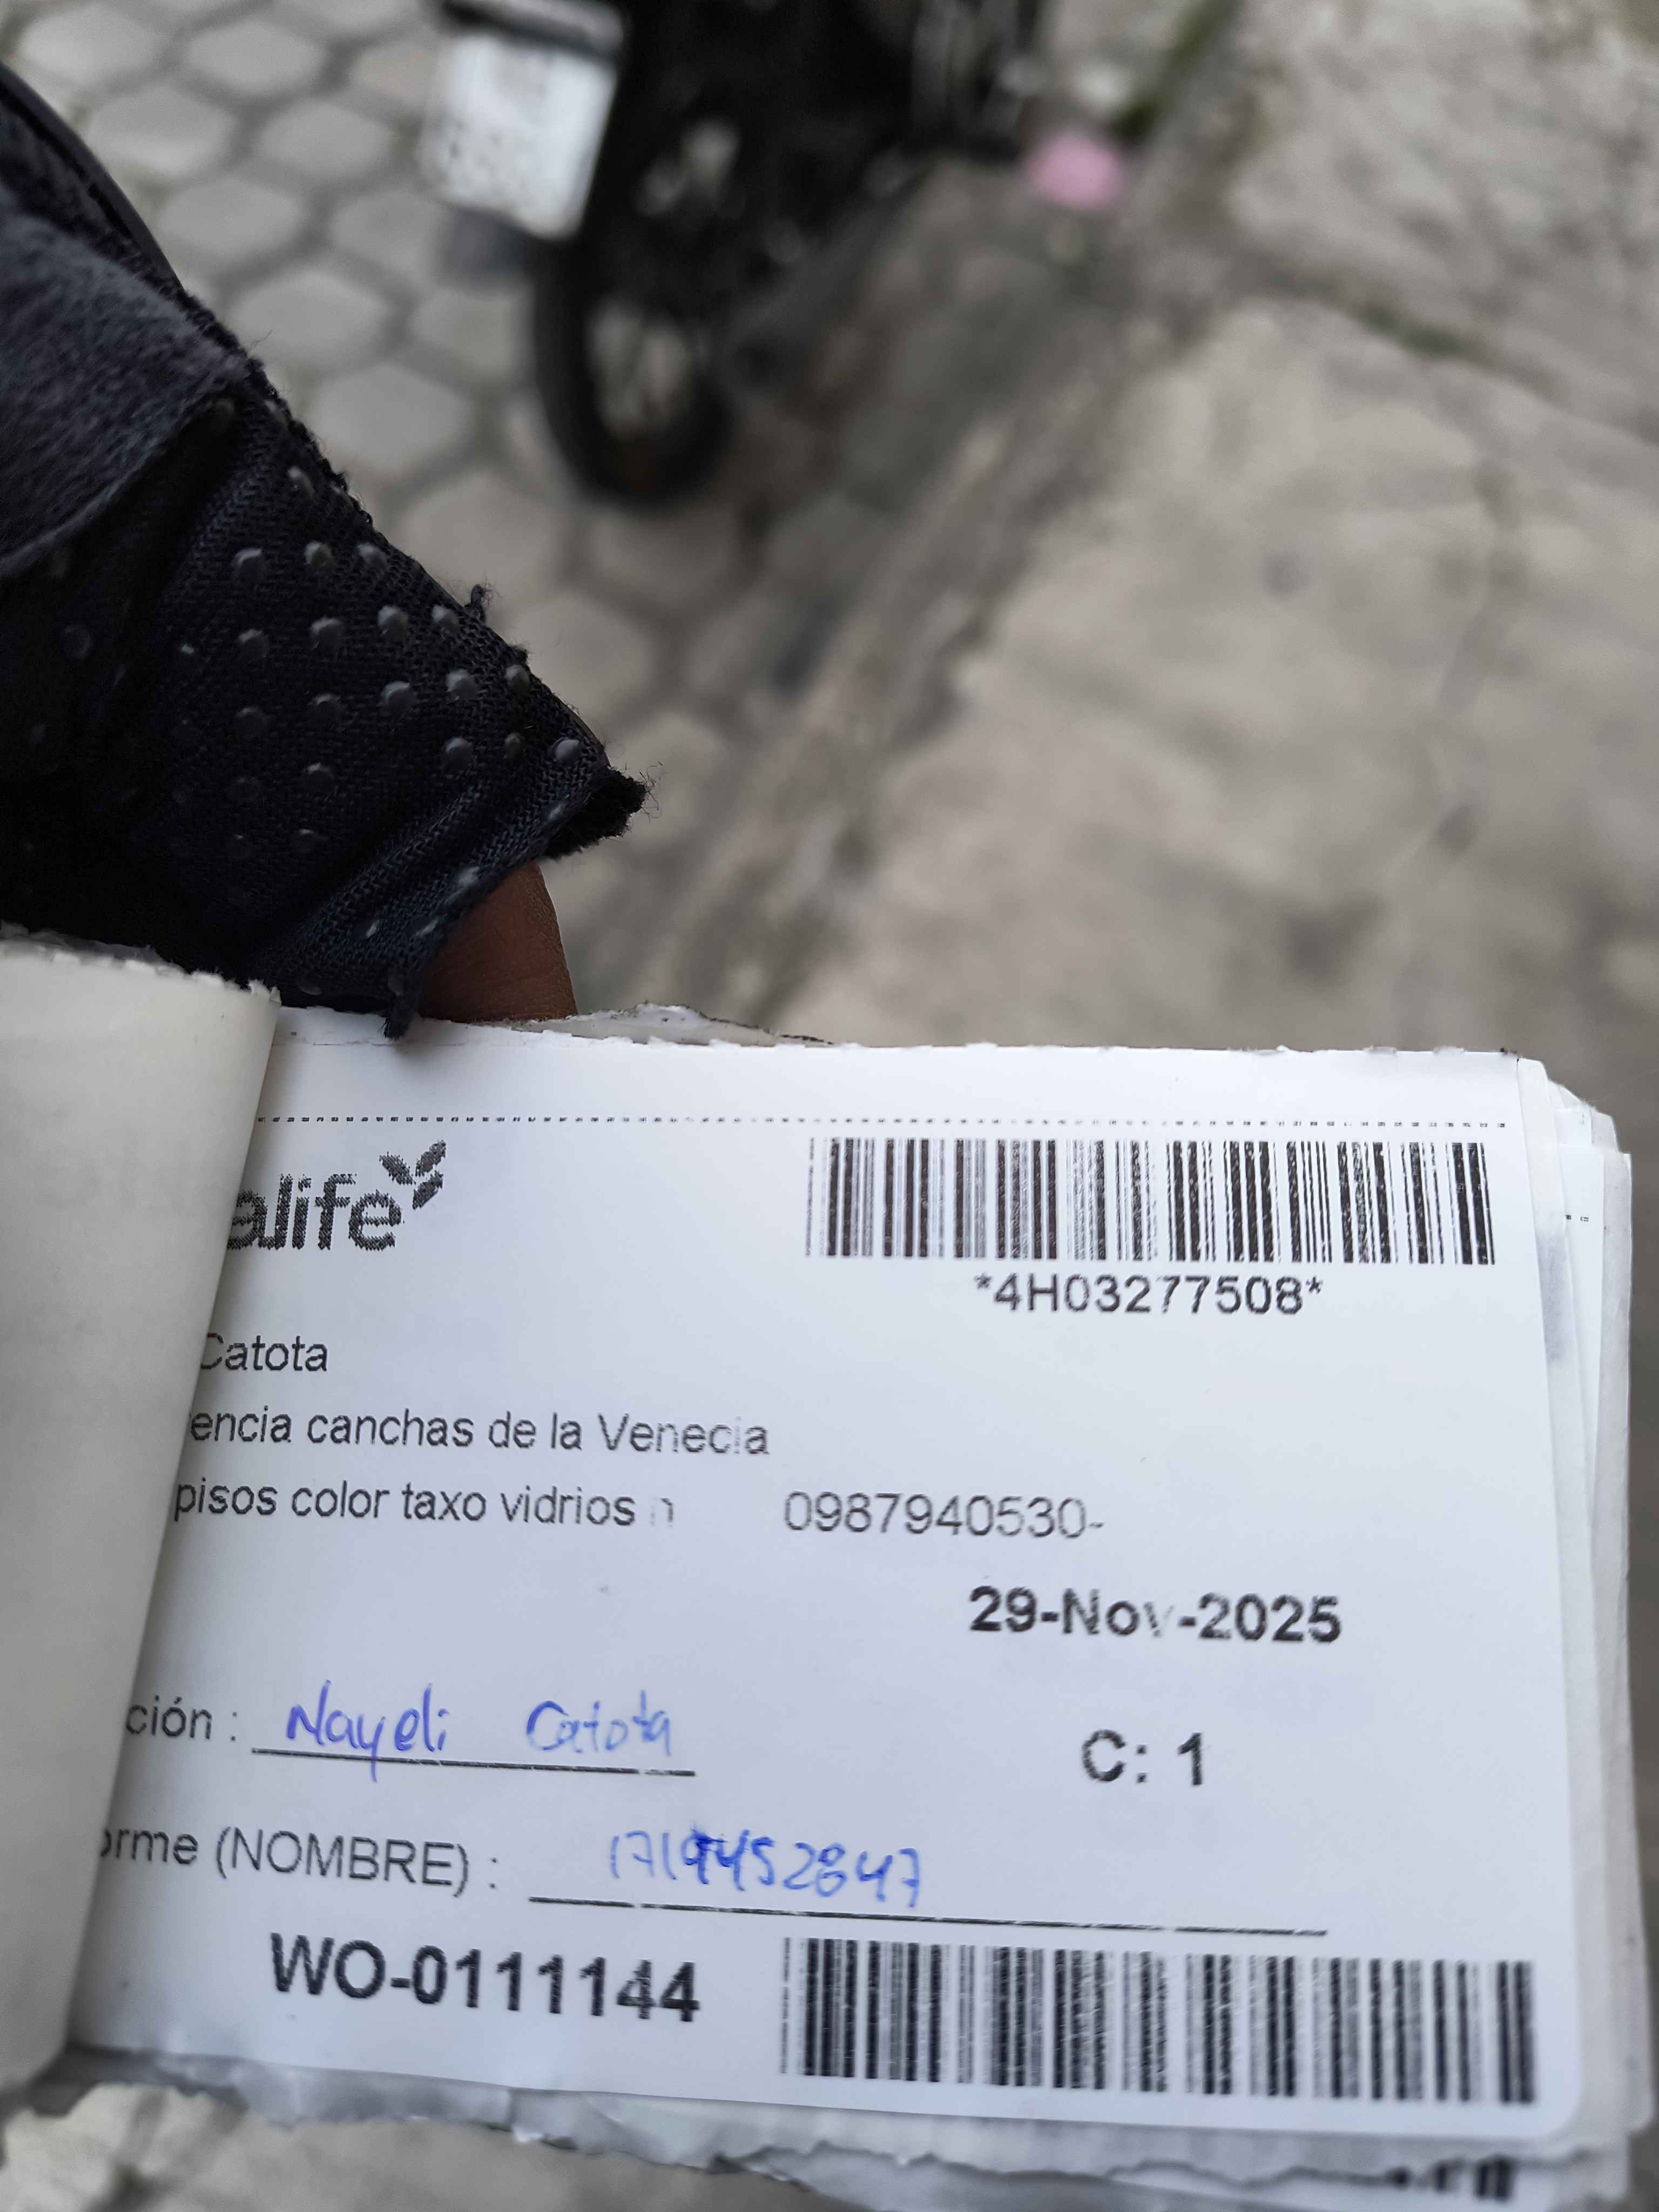 alife
*4H03277508*
Catota
encia canchas de la Venecia
pisos color taxo vidrios n 0987940530-
29-Nov-2025
ción : Nayeli Catota
C: 1
orme (NOMBRE) :
WO-0111144